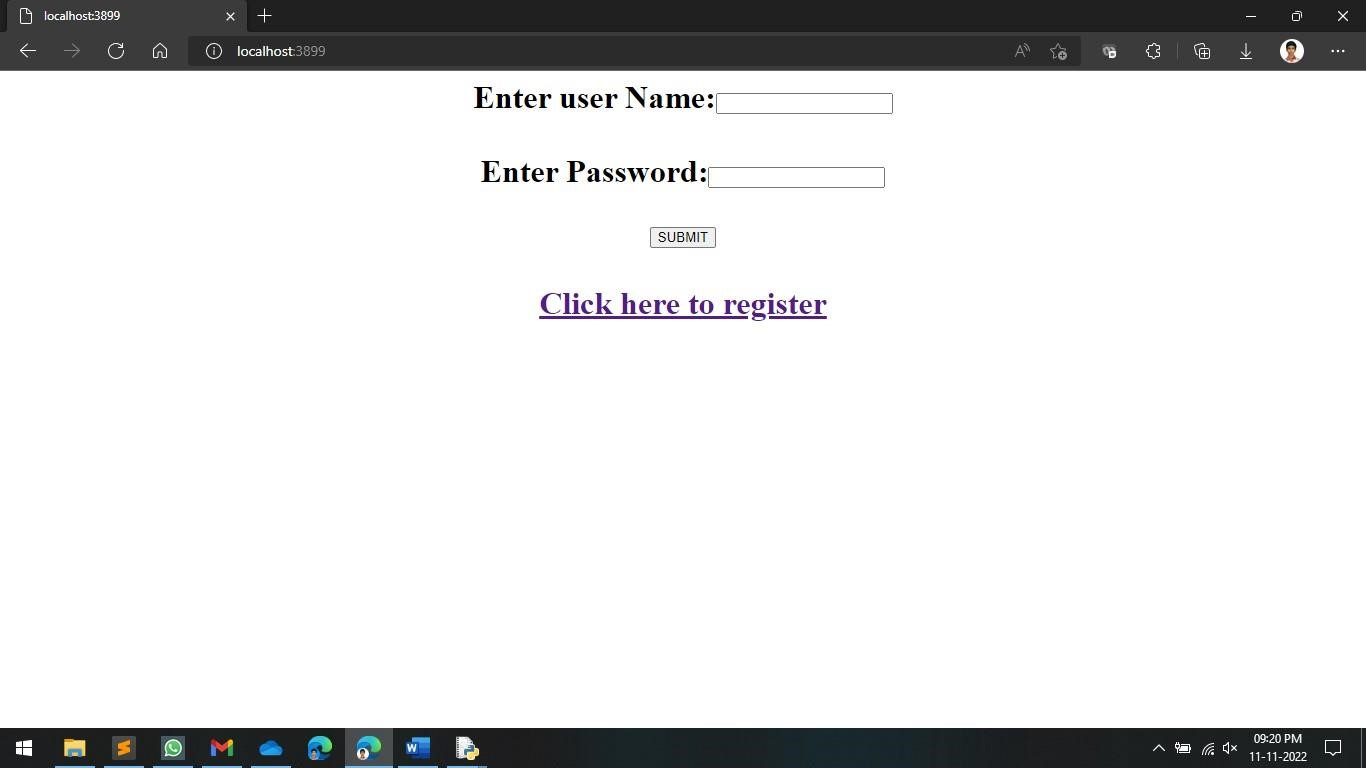 localhost:3899
localhost:3899
Enter user Name:
Enter Password:
SUBMIT
Click here to register
09:20 PM
11-11-2022